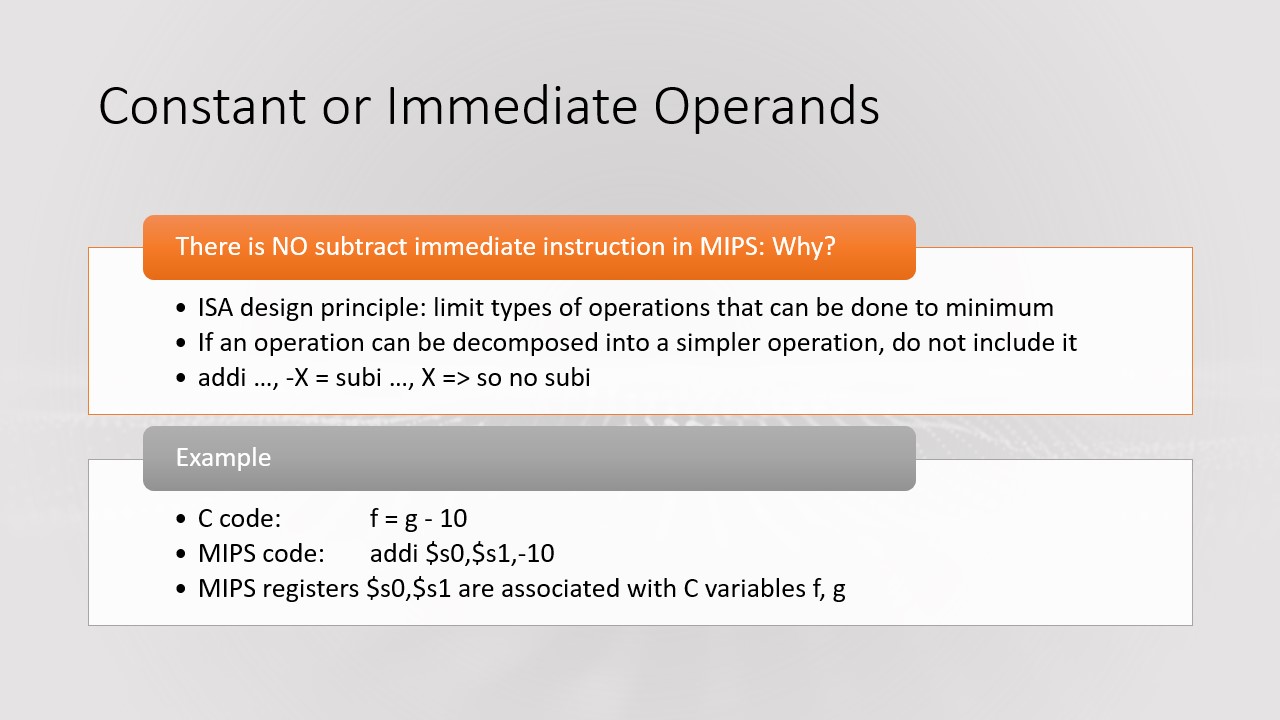 Constant or Immediate Operands
There is NO subtract immediate instruction in MIPS: Why?
• ISA design principle: limit types of operations that can be done to minimum
• If an operation can be decomposed into a simpler operation, do not include it
• addi …, -X = subi …, X => so no subi
Example
• C code: f = g - 10
• MIPS code: addi $s0,$s1,-10
• MIPS registers $s0,$s1 are associated with C variables f, g